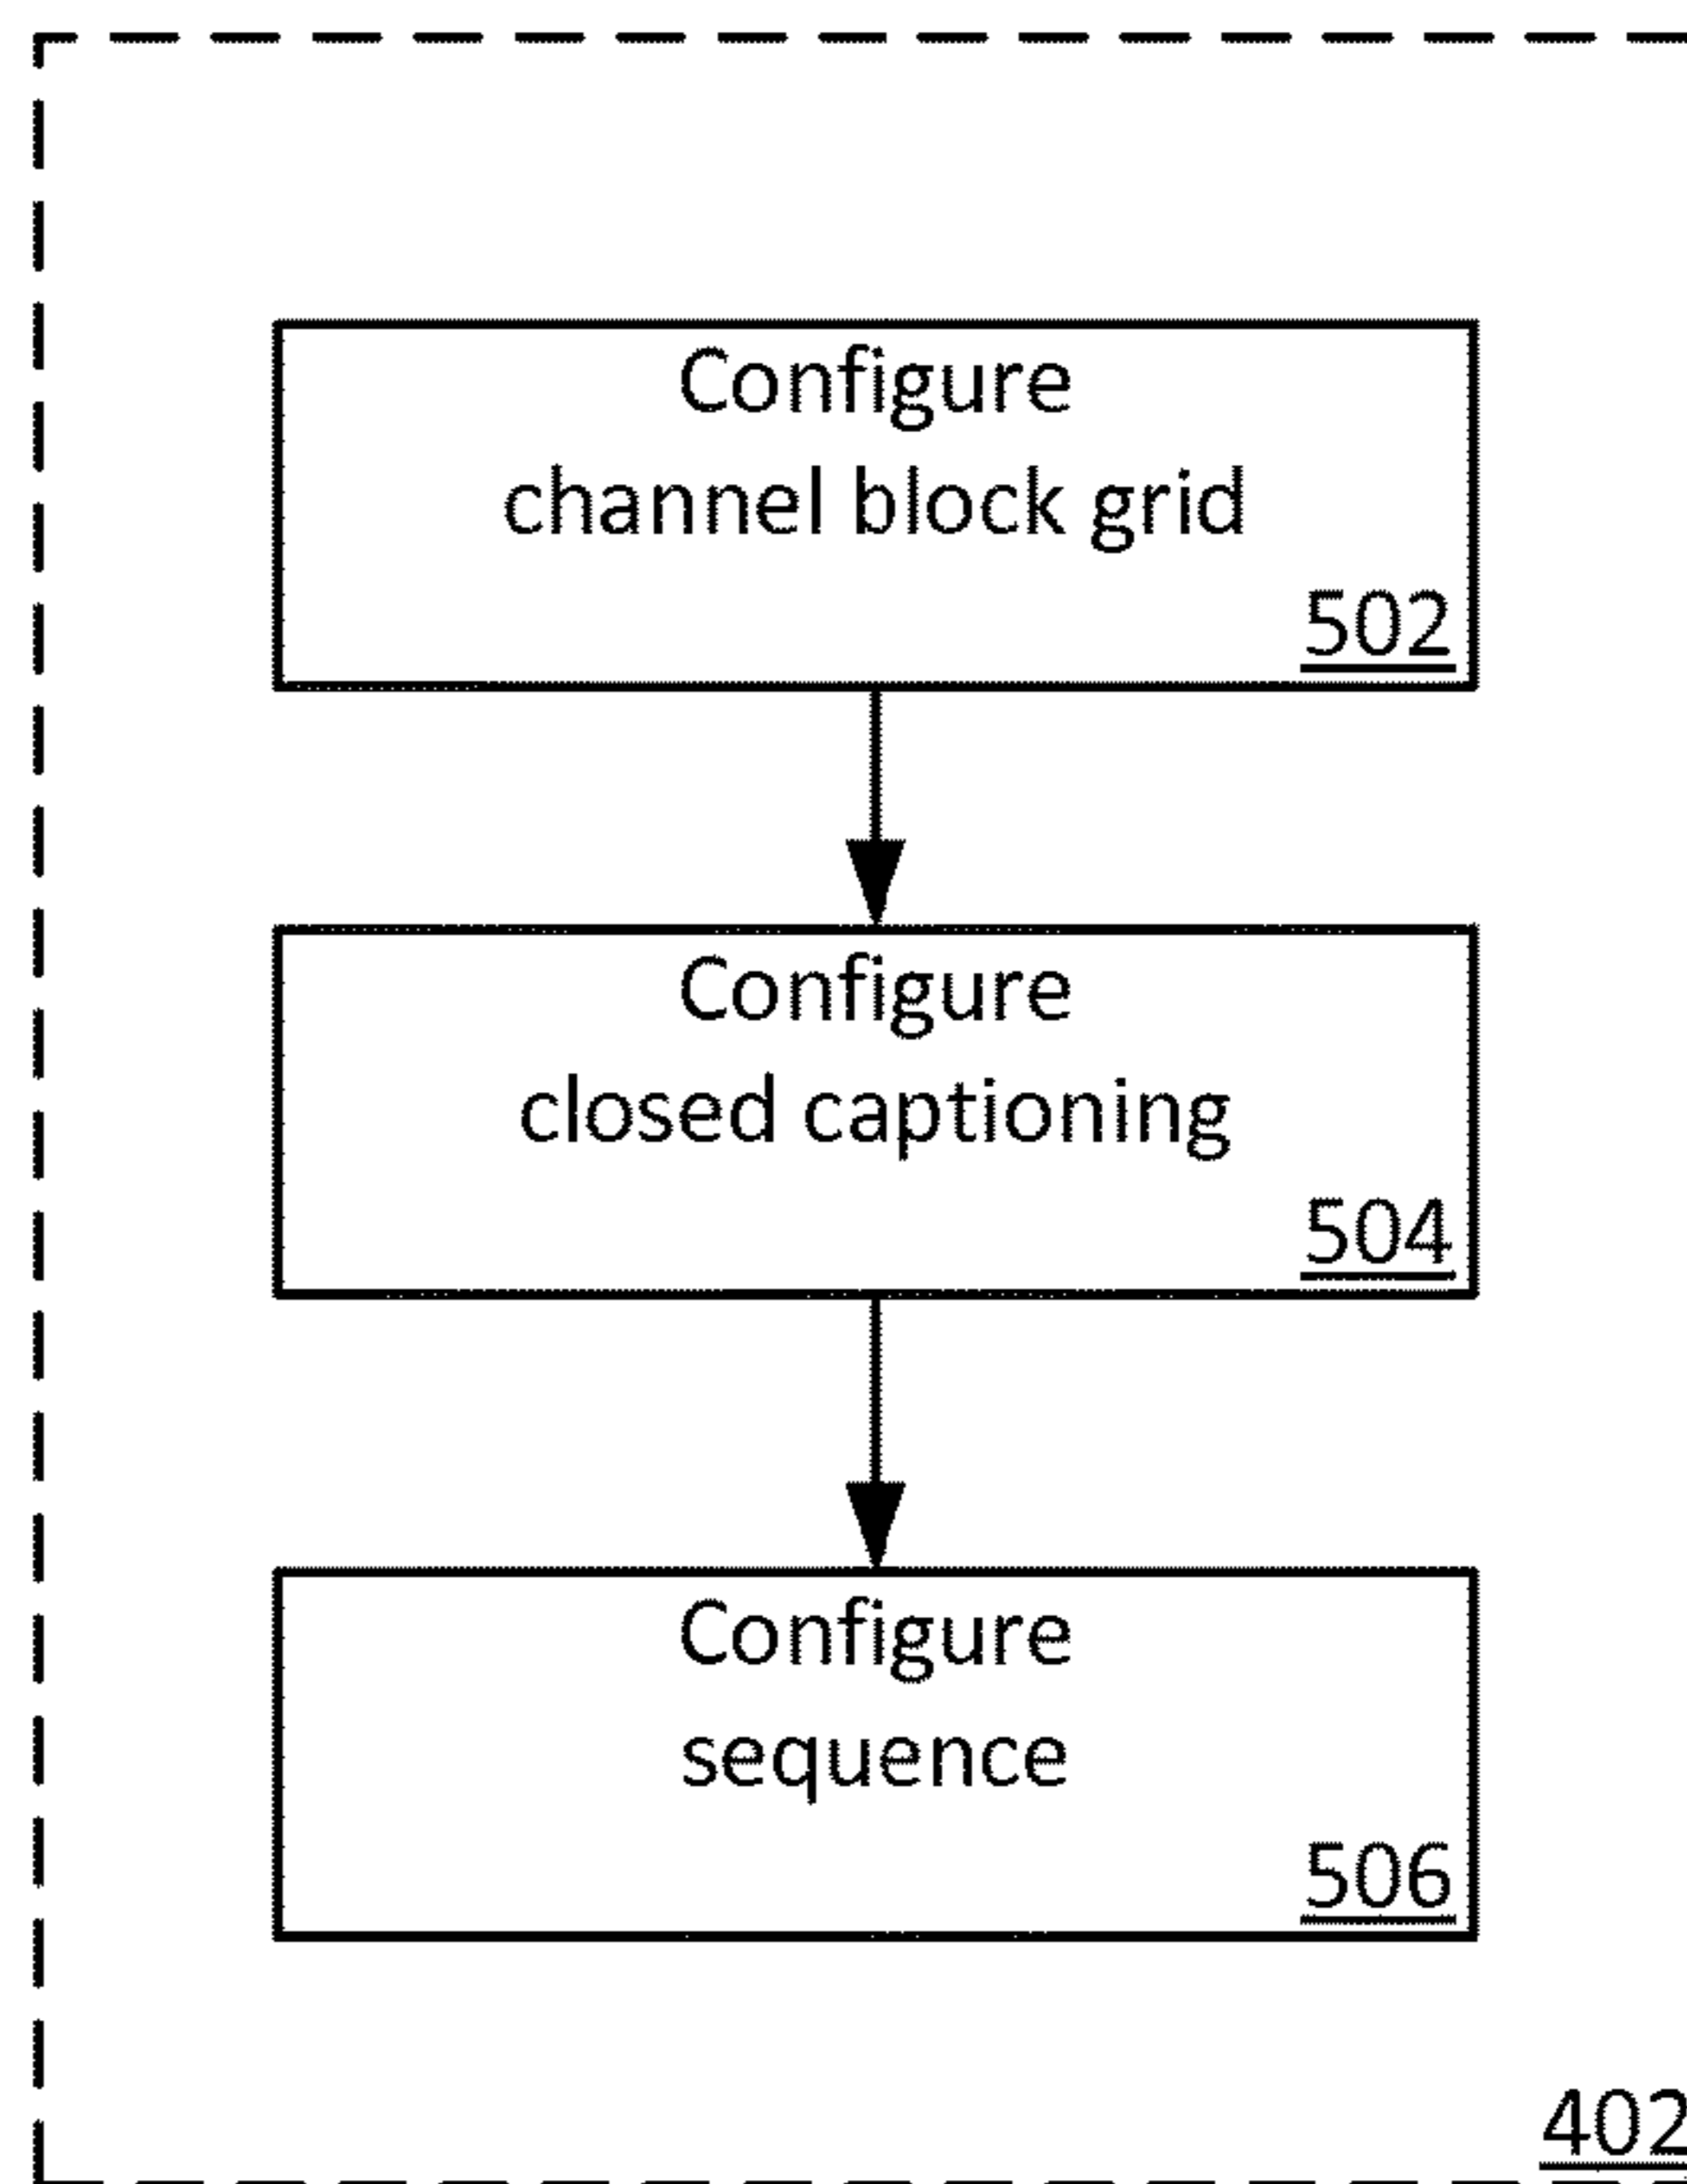 Configure
channel block grid
502
Configure
closed captioning
504
Configure
sequence
506
402